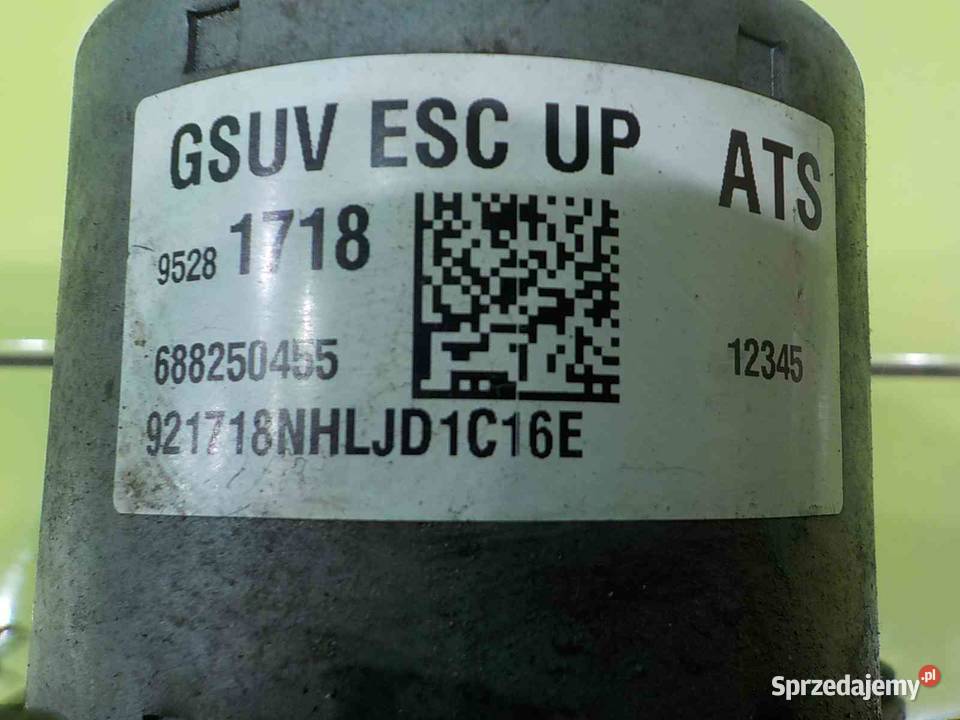 GSUV ESC UP ATS
9528 1718
688250455 12345
921718NHLJD1C16E
Sprzedajemy.pl